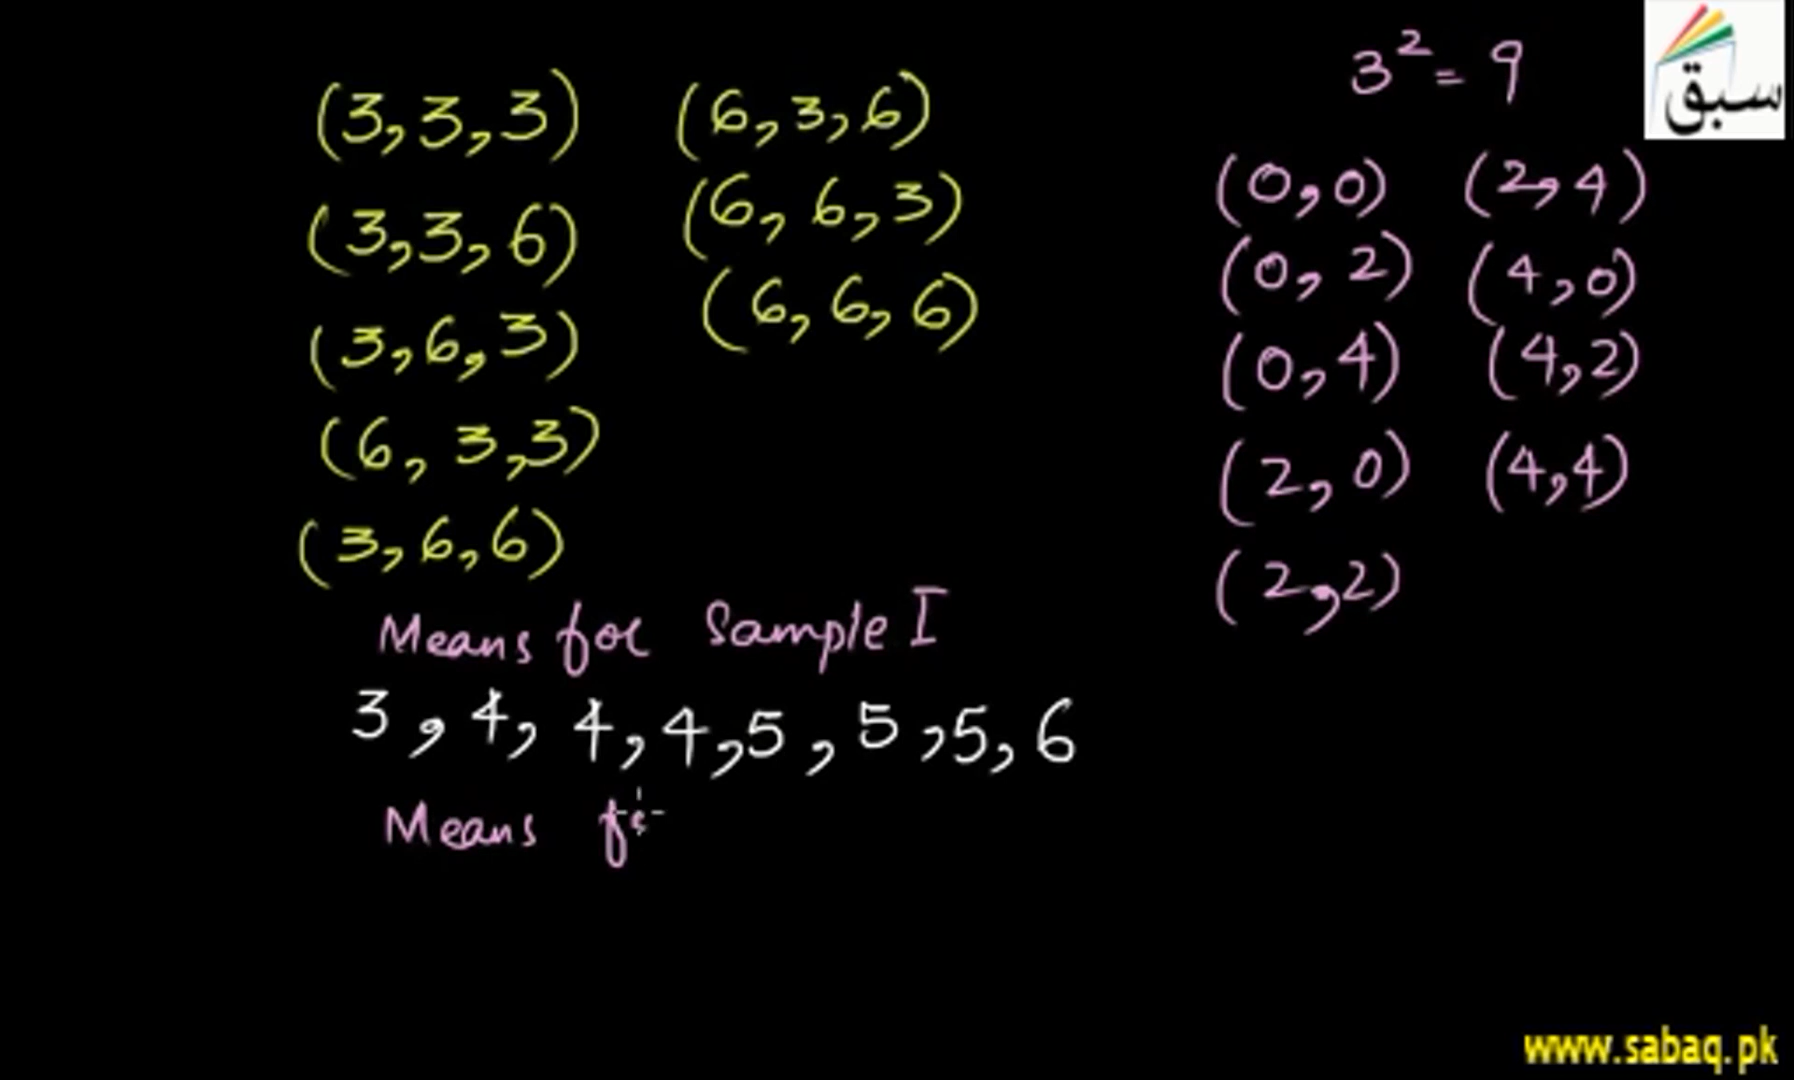 (3,3,3) (6,3,6)
(3,3,6) (6,6,3)
(3,6,3) (6,6,6)
(6,3,3)
(3,6,6)
Means for Sample I
3, 4, 4, 4, 5, 5, 5, 6
Means
3² = 9
(0,0) (2,4)
(0,2) (4,0)
(0,4) (4,2)
(2,0) (4,4)
(2,2)
سبق
www.sabaq.pk